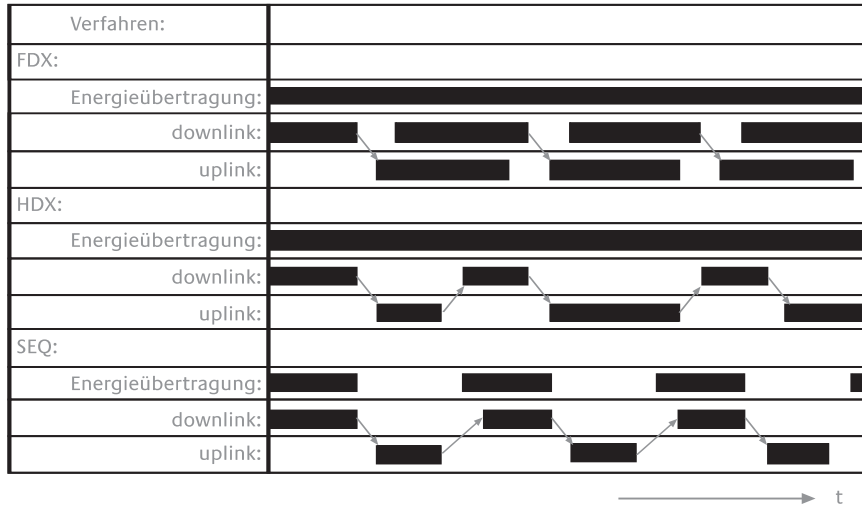 Verfahren:
FDX:
Energieübertragung:
downlink:
uplink:
HDX:
Energieübertragung:
downlink:
uplink:
SEQ:
Energieübertragung:
downlink:
uplink:
t